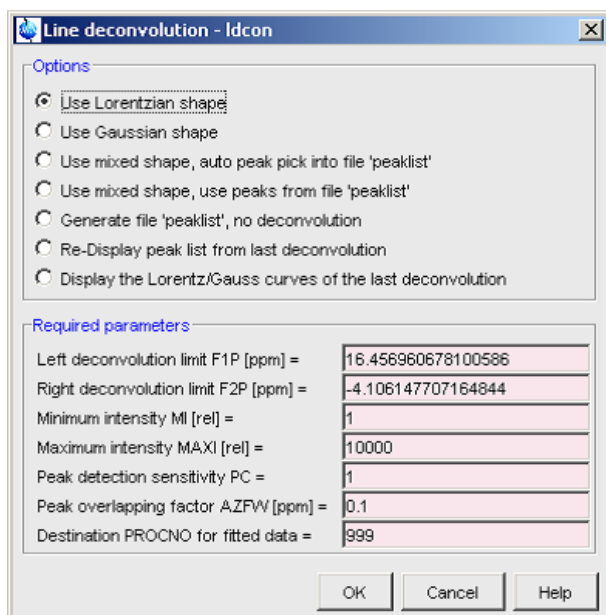 Line deconvolution - ldcon
Options
Use Lorentzian shape
Use Gaussian shape
Use mixed shape, auto peak pick into file 'peaklist'
Use mixed shape, use peaks from file 'peaklist'
Generate file 'peaklist', no deconvolution
Re-Display peak list from last deconvolution
Display the Lorentz/Gauss curves of the last deconvolution
Required parameters
Left deconvolution limit F1P [ppm] = 16.456960678100586
Right deconvolution limit F2P [ppm] = -4.106147707164844
Minimum intensity MI [rel] = 1
Maximum intensity MAXI [rel] = 10000
Peak detection sensitivity PC = 1
Peak overlapping factor AZFW [ppm] = 0.1
Destination PROCNO for fitted data = 999
OK Cancel Help